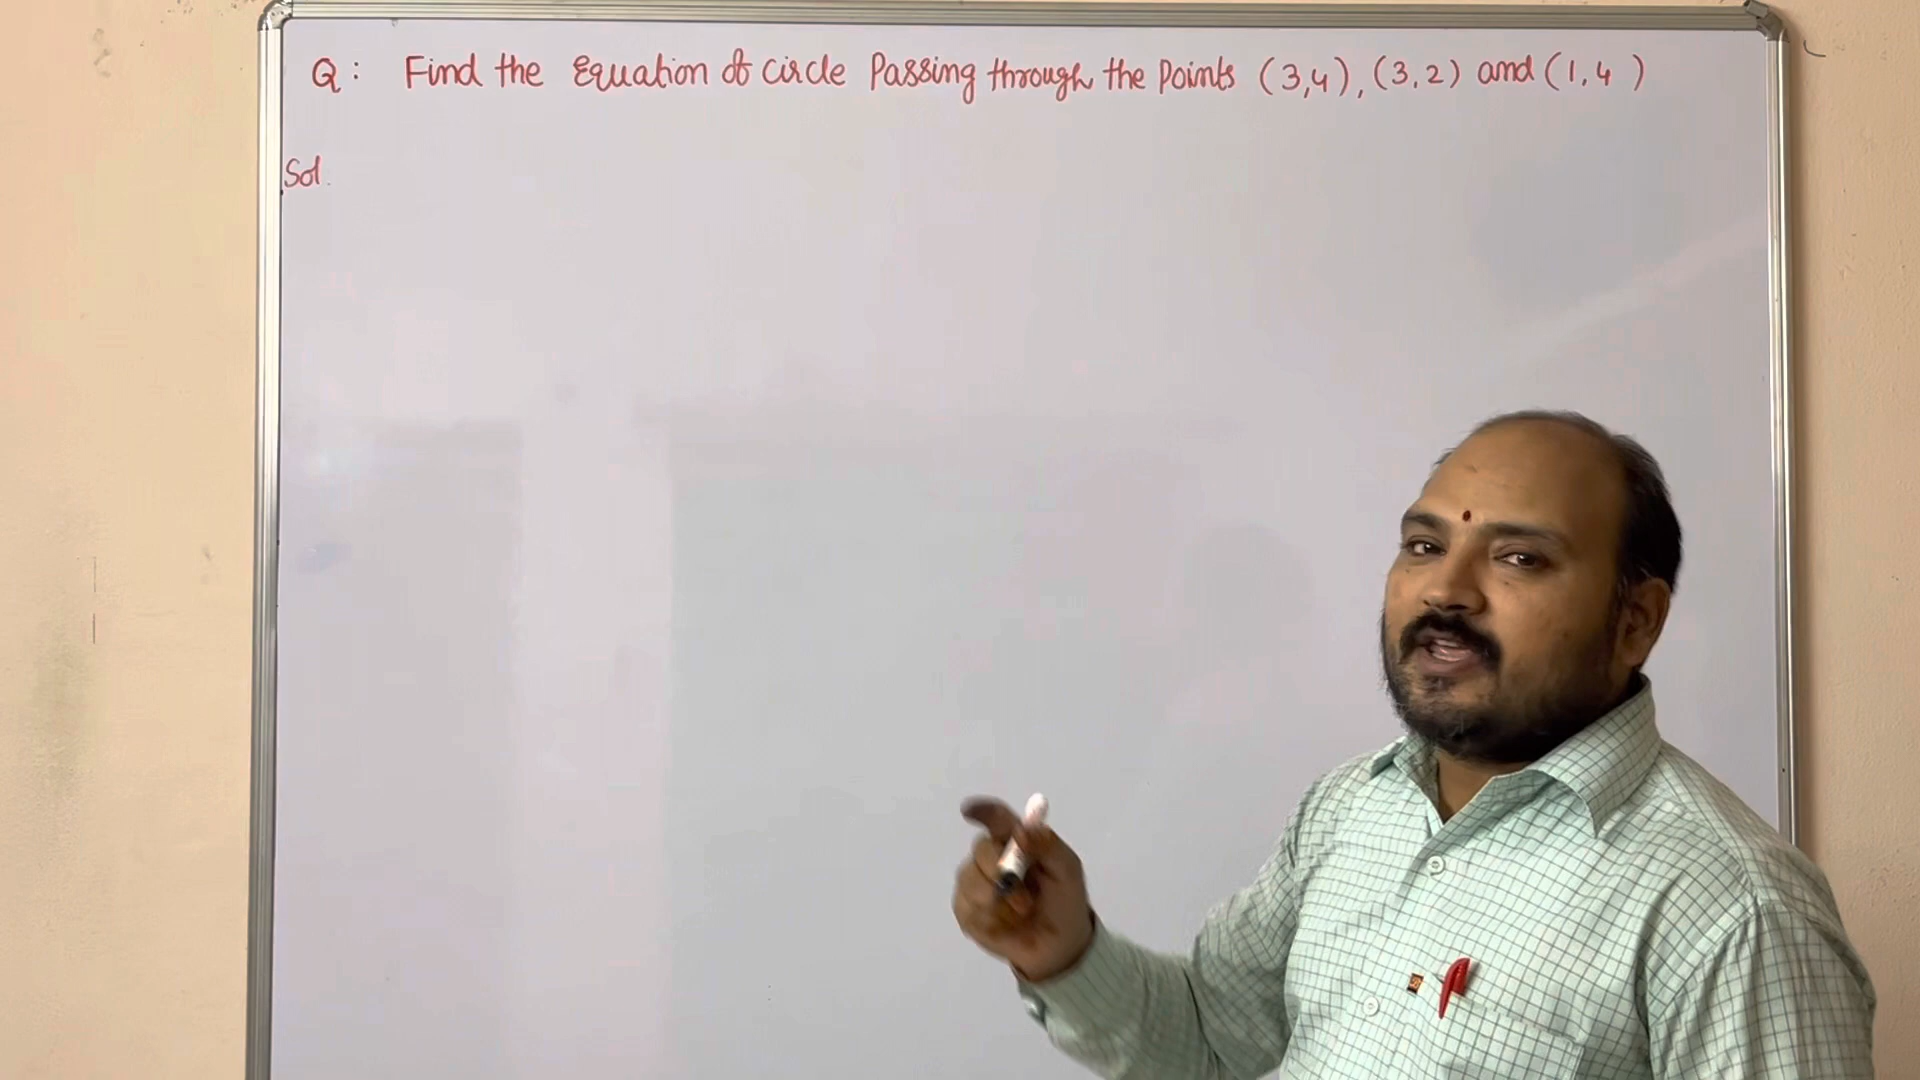 Q : Find the Equation of circle Passing through the Points (3,4), (3,2) and (1,4 )
Sol.